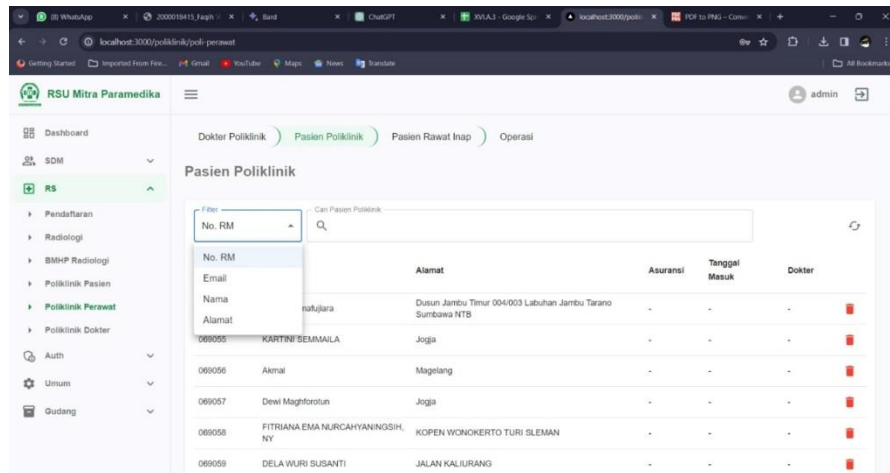 (8) WhatsApp
2000018415_Faqih
Bard
ChatGPT
XVI.A.3 - Google Spr
localhost:3000/polikl
PDF to PNG – Conver
localhost:3000/poliklinik/poli-perawat
Getting Started
Imported From Fire...
Gmail
YouTube
Maps
News
Translate
All Bookmarks
RSU Mitra Paramedika
admin
Dashboard
SDM
RS
Pendaftaran
Radiologi
BMHP Radiologi
Poliklinik Pasien
Poliklinik Perawat
Poliklinik Dokter
Auth
Umum
Gudang
Dokter Poliklinik
Pasien Poliklinik
Pasien Rawat Inap
Operasi
Pasien Poliklinik
Filter
No. RM
Cari Pasien Poliklinik
No. RM
Email
Nama
Alamat
Alamat Asuransi Tanggal Masuk Dokter
nafujiara Dusun Jambu Timur 004/003 Labuhan Jambu Tarano
Sumbawa NTB - - -
069055 KARTINI SEMMAILA Jogja - - -
069056 Akmal Magelang - - -
069057 Dewi Maghforotun Jogja - - -
069058 FITRIANA EMA NURCAHYANINGSIH,
NY KOPEN WONOKERTO TURI SLEMAN - - -
069059 DELA WURI SUSANTI JALAN KALIURANG - - -